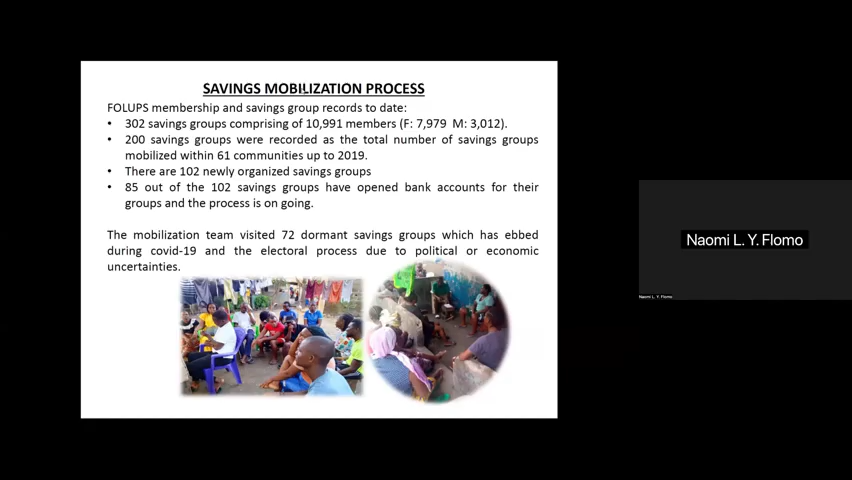 SAVINGS MOBILIZATION PROCESS
FOLUPS membership and savings group records to date:
• 302 savings groups comprising of 10,991 members (F: 7,979 M: 3,012).
• 200 savings groups were recorded as the total number of savings groups
mobilized within 61 communities up to 2019.
• There are 102 newly organized savings groups
• 85 out of the 102 savings groups have opened bank accounts for their
groups and the process is on going.
The mobilization team visited 72 dormant savings groups which has ebbed
during covid-19 and the electoral process due to political or economic
uncertainties.
Naomi L. Y. Flomo
Naomi L. Y. Flomo